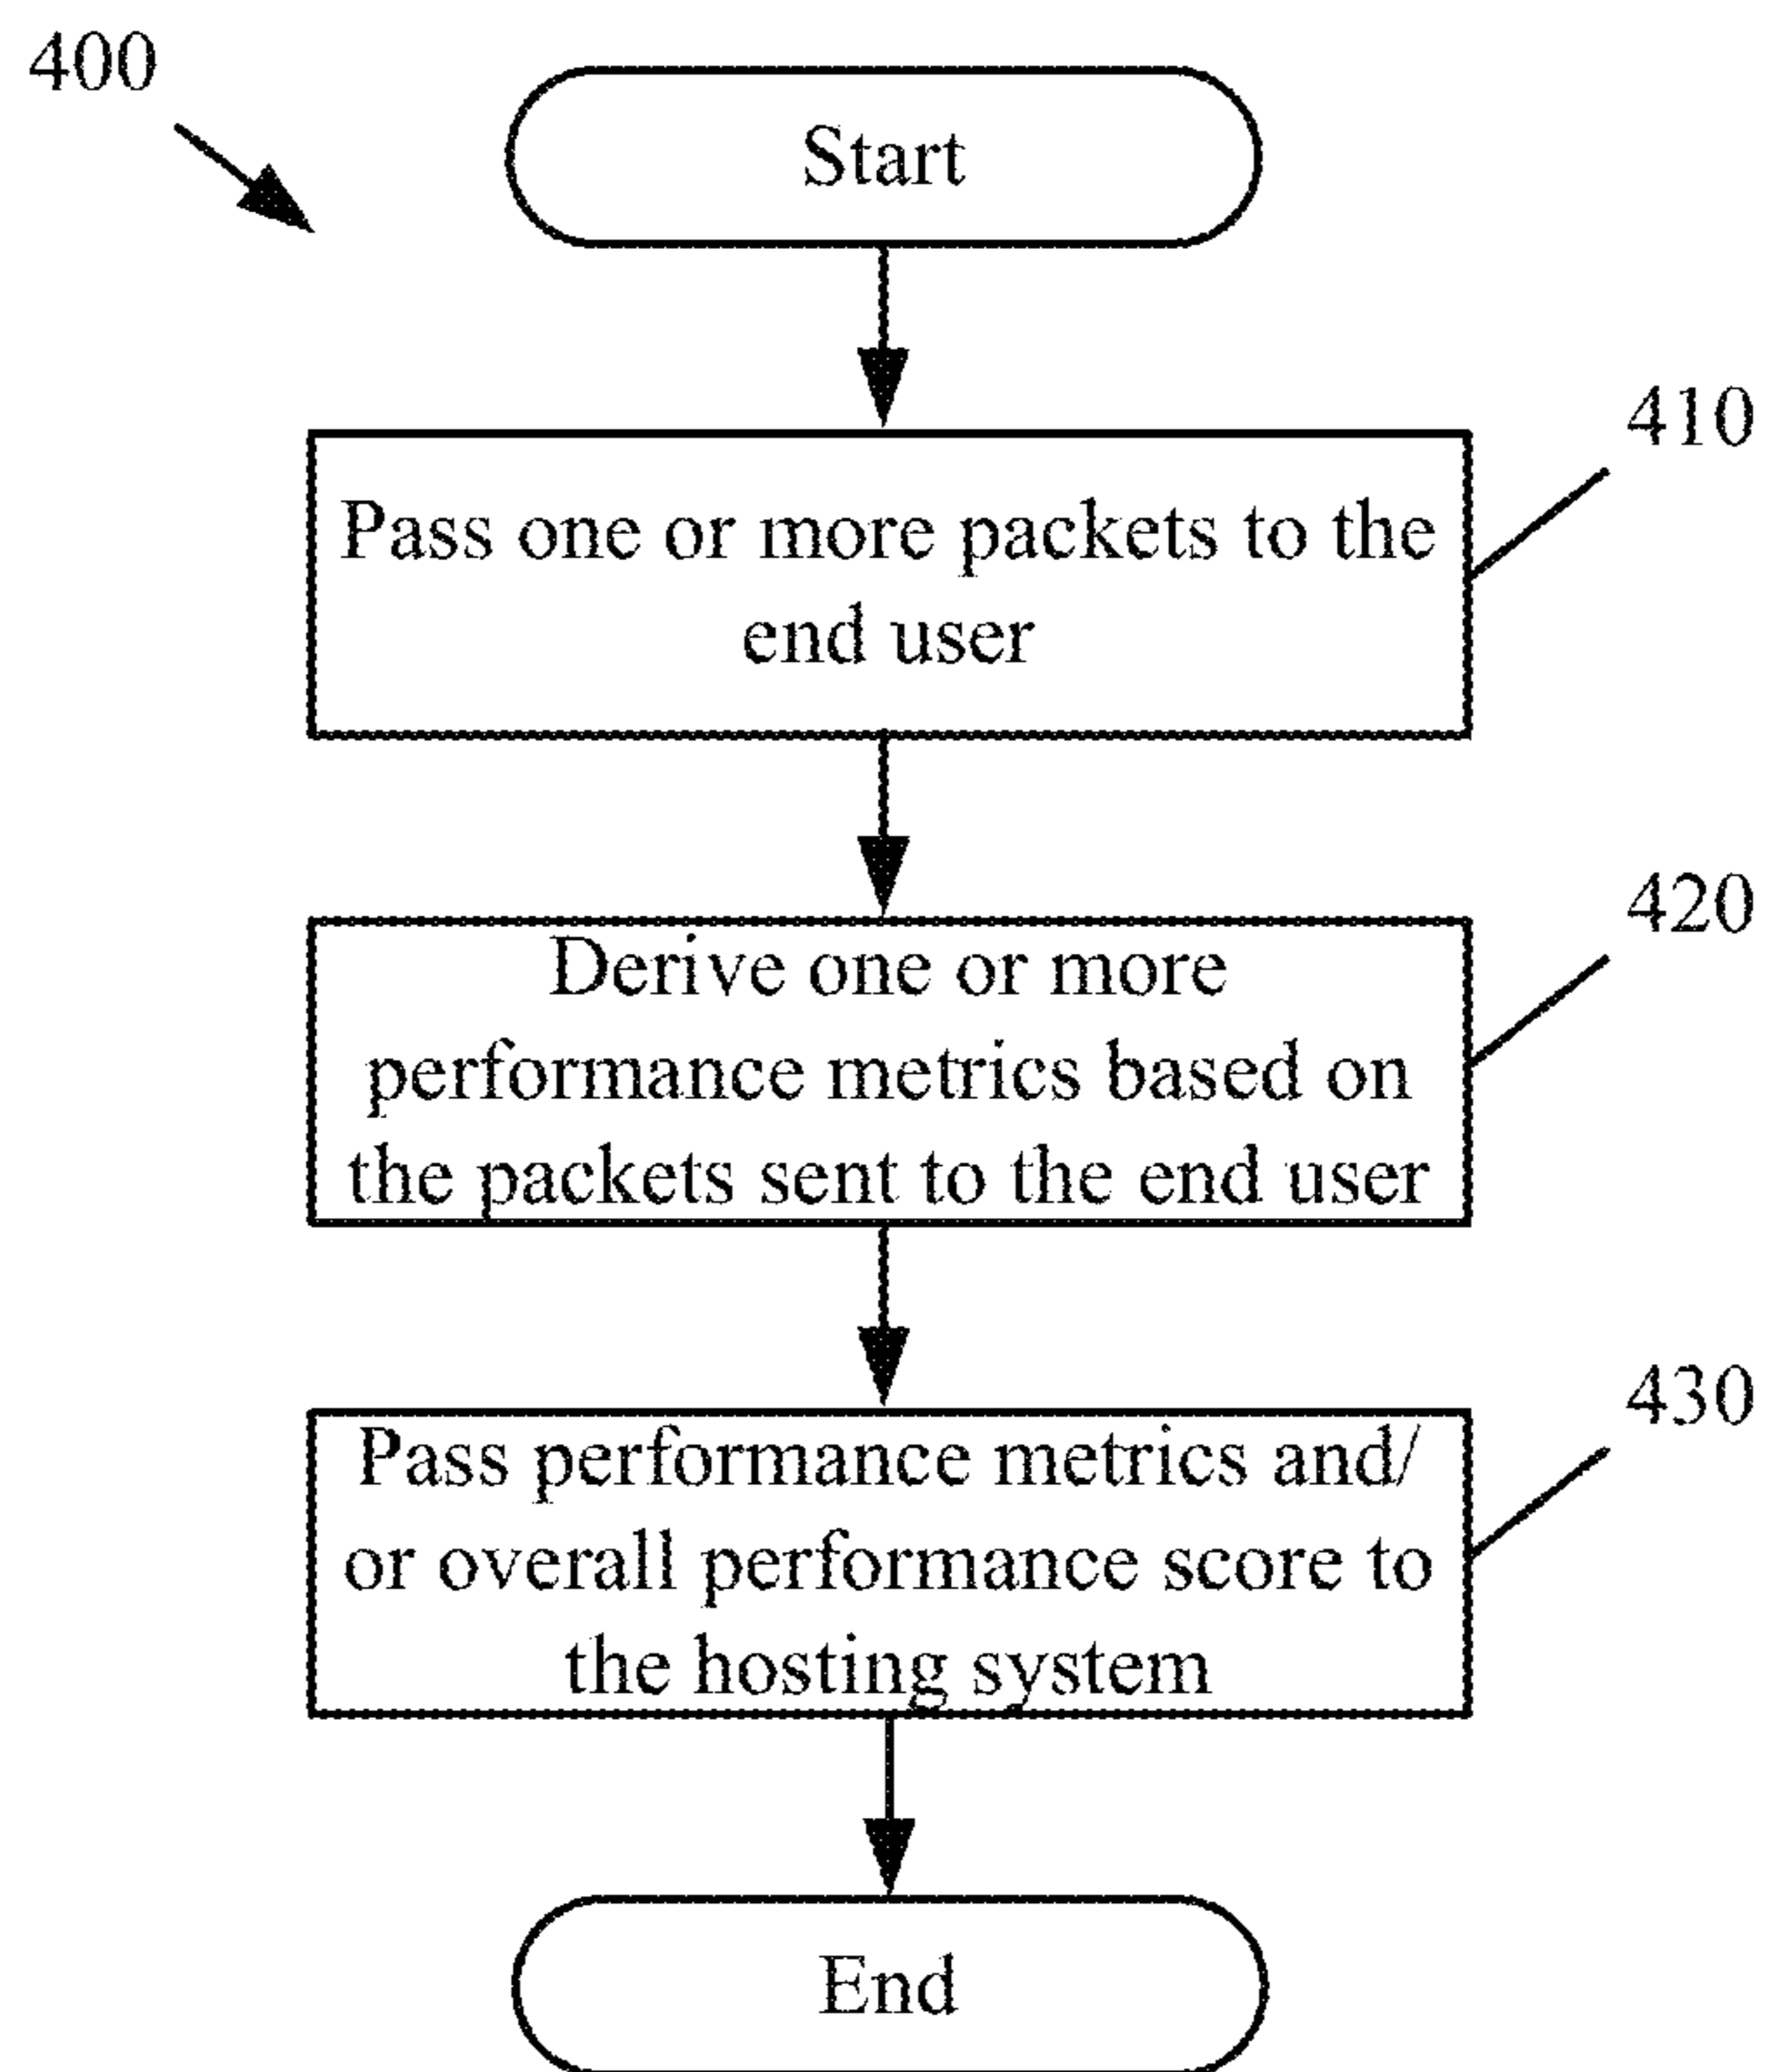 400
Start
410
Pass one or more packets to the
end user
420
Derive one or more
performance metrics based on
the packets sent to the end user
430
Pass performance metrics and/
or overall performance score to
the hosting system
End